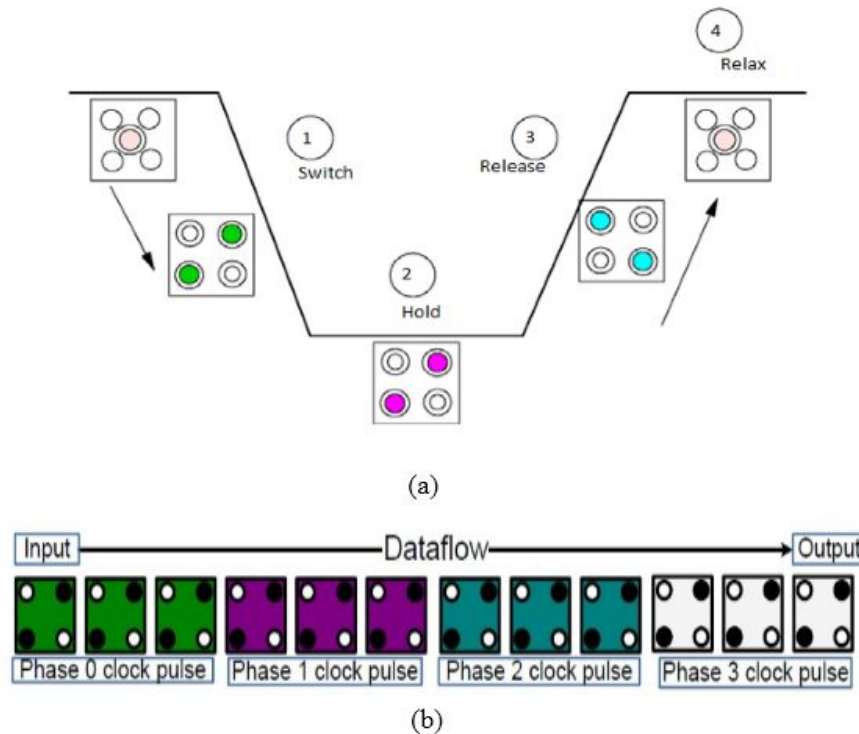 4
Relax
1
Switch
3
Release
2
Hold
(a)
Input
Dataflow
Output
Phase 0 clock pulse
Phase 1 clock pulse
Phase 2 clock pulse
Phase 3 clock pulse
(b)